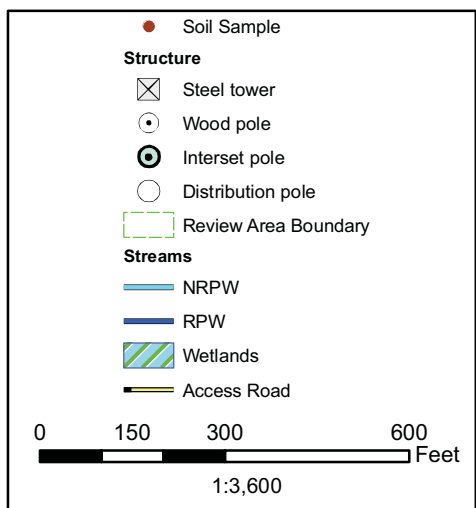 Soil Sample
Structure
Steel tower
Wood pole
Interset pole
Distribution pole
Review Area Boundary
Streams
NRPW
RPW
Wetlands
Access Road
0 150 300 600
Feet
1:3,600